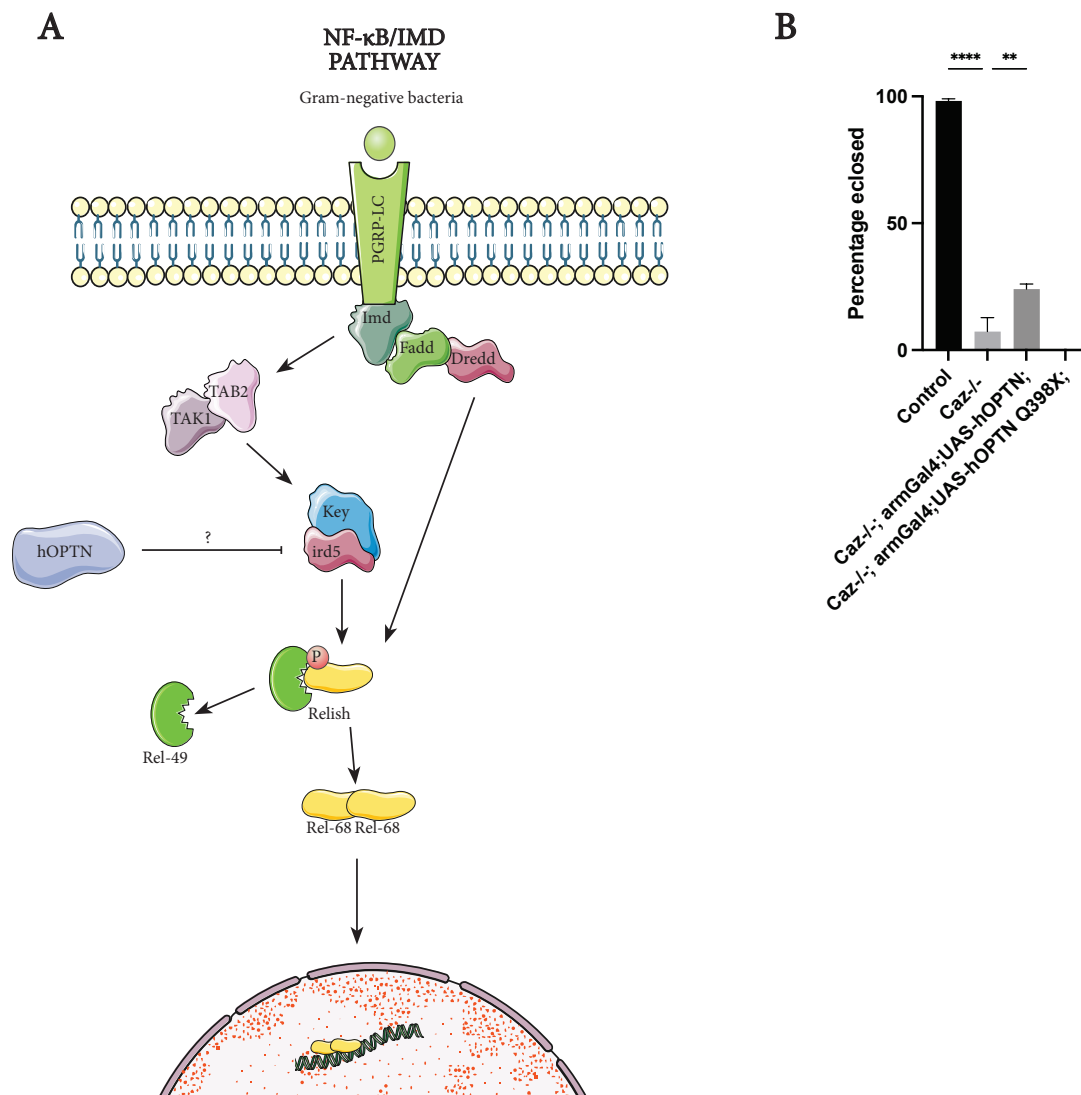 A
NF-κB/IMD
PATHWAY
Gram-negative bacteria
PGRP-LC
Imd
Fadd
Dredd
TAB2
TAK1
Key
ird5
hOPTN
?
P
Relish
Rel-49
Rel-68 Rel-68
B
**** **
100
50
0
Percentage eclosed
Control
Caz-/-
Caz-/-; armGal4;UAS-hOPTN;
Caz-/-; armGal4;UAS-hOPTN Q398X;